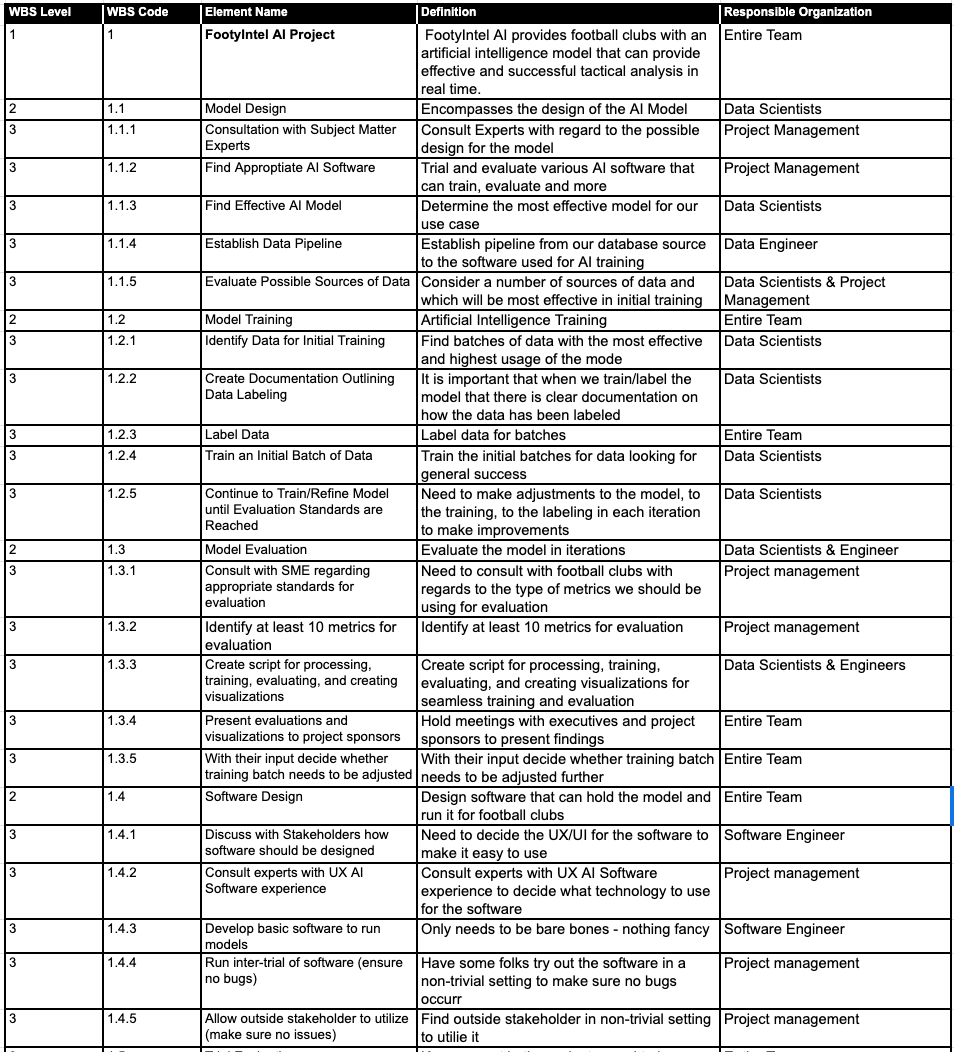 WBS Level WBS Code Element Name Definition Responsible Organization
1 1 FootyIntel AI Project FootyIntel AI provides football clubs with an Entire Team
artificial intelligence model that can provide
effective and successful tactical analysis in
real time.
2 1.1 Model Design Encompasses the design of the AI Model Data Scientists
3 1.1.1 Consultation with Subject Matter Consult Experts with regard to the possible Project Management
Experts design for the model
3 1.1.2 Find Approptiate AI Software Trial and evaluate various AI software that Project Management
can train, evaluate and more
3 1.1.3 Find Effective AI Model Determine the most effective model for our Data Scientists
use case
3 1.1.4 Establish Data Pipeline Establish pipeline from our database source Data Engineer
to the software used for AI training
3 1.1.5 Evaluate Possible Sources of Data Consider a number of sources of data and Data Scientists & Project
which will be most effective in initial training Management
2 1.2 Model Training Artificial Intelligence Training Entire Team
3 1.2.1 Identify Data for Initial Training Find batches of data with the most effective Data Scientists
and highest usage of the mode
3 1.2.2 Create Documentation Outlining It is important that when we train/label the Data Scientists
Data Labeling model that there is clear documentation on
how the data has been labeled
3 1.2.3 Label Data Label data for batches Entire Team
3 1.2.4 Train an Initial Batch of Data Train the initial batches for data looking for Data Scientists
general success
3 1.2.5 Continue to Train/Refine Model Need to make adjustments to the model, to Data Scientists
until Evaluation Standards are the training, to the labeling in each iteration
Reached to make improvements
2 1.3 Model Evaluation Evaluate the model in iterations Data Scientists & Engineer
3 1.3.1 Consult with SME regarding Need to consult with football clubs with Project management
appropriate standards for regards to the type of metrics we should be
evaluation using for evaluation
3 1.3.2 Identify at least 10 metrics for Identify at least 10 metrics for evaluation Project management
evaluation
3 1.3.3 Create script for processing, Create script for processing, training, Data Scientists & Engineers
training, evaluating, and creating evaluating, and creating visualizations for
visualizations seamless training and evaluation
3 1.3.4 Present evaluations and Hold meetings with executives and project Entire Team
visualizations to project sponsors sponsors to present findings
3 1.3.5 With their input decide whether With their input decide whether training batch Entire Team
training batch needs to be adjusted needs to be adjusted further
2 1.4 Software Design Design software that can hold the model and Entire Team
run it for football clubs
3 1.4.1 Discuss with Stakeholders how Need to decide the UX/UI for the software to Software Engineer
software should be designed make it easy to use
3 1.4.2 Consult experts with UX AI Consult experts with UX AI Software Project management
Software experience experience to decide what technology to use
for the software
3 1.4.3 Develop basic software to run Only needs to be bare bones - nothing fancy Software Engineer
models
3 1.4.4 Run inter-trial of software (ensure Have some folks try out the software in a Project management
no bugs) non-trivial setting to make sure no bugs
occurr
3 1.4.5 Allow outside stakeholder to utilize Find outside stakeholder in non-trivial setting Project management
(make sure no issues) to utilie it